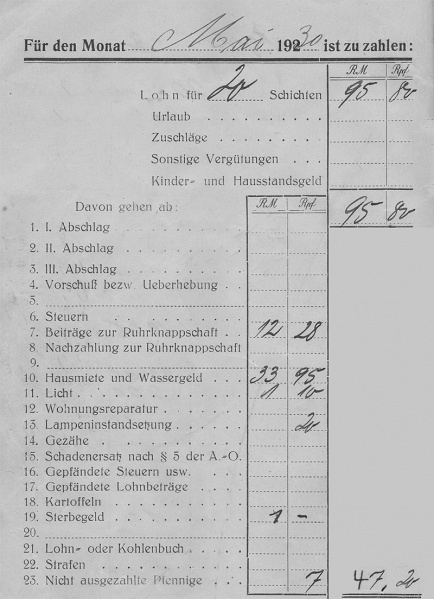 Für den Monat Mai 1930 ist zu zahlen:
RM Rpf.
Lohn für 20 Schichten 95 80
Urlaub
Zuschläge
Sonstige Vergütungen
Kinder- und Hausstandsgeld
Davon gehen ab: RM. Rpf. 95 80
1. I. Abschlag
2. II. Abschlag
3. III. Abschlag
4. Vorschuß bezw Ueberhebung
5.
6. Steuern
7. Beiträge zur Ruhrknappschaft 12 28
8 Nachzahlung zur Ruhrknappschaft
9.
10. Hausmiete und Wassergeld 33 95
11. Licht 1 10
12. Wohnungsreparatur
13. Lampeninstandsetzung 20
14. Gezähe
15. Schadenersatz nach § 5 der A.-O.
16. Gepfändete Steuern usw.
17. Gepfändete Lohnbeträge
18. Kartoffeln
19. Sterbegeld 1 –
20.
21. Lohn- oder Kohlenbuch
22. Strafen
23. Nicht ausgezahlte Pfennige 7 47,20